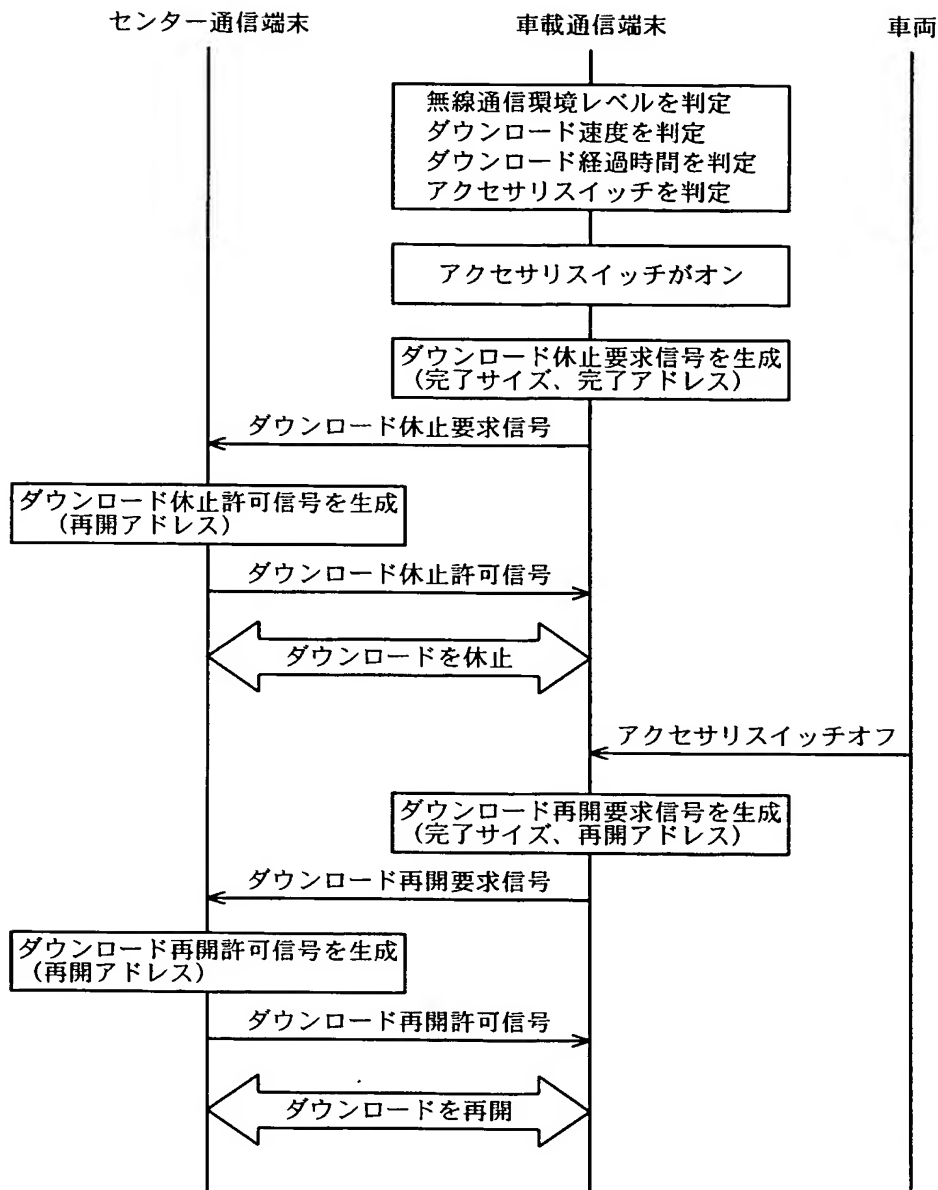 センター通信端末
車載通信端末
車両
無線通信環境レベルを判定
ダウンロード速度を判定
ダウンロード経過時間を判定
アクセサリスイッチを判定
アクセサリスイッチがオン
ダウンロード休止要求信号を生成
(完了サイズ、完了アドレス)
ダウンロード休止要求信号
ダウンロード休止許可信号を生成
(再開アドレス)
ダウンロード休止許可信号
ダウンロードを休止
アクセサリスイッチオフ
ダウンロード再開要求信号を生成
(完了サイズ、再開アドレス)
ダウンロード再開要求信号
ダウンロード再開許可信号を生成
(再開アドレス)
ダウンロード再開許可信号
ダウンロードを再開